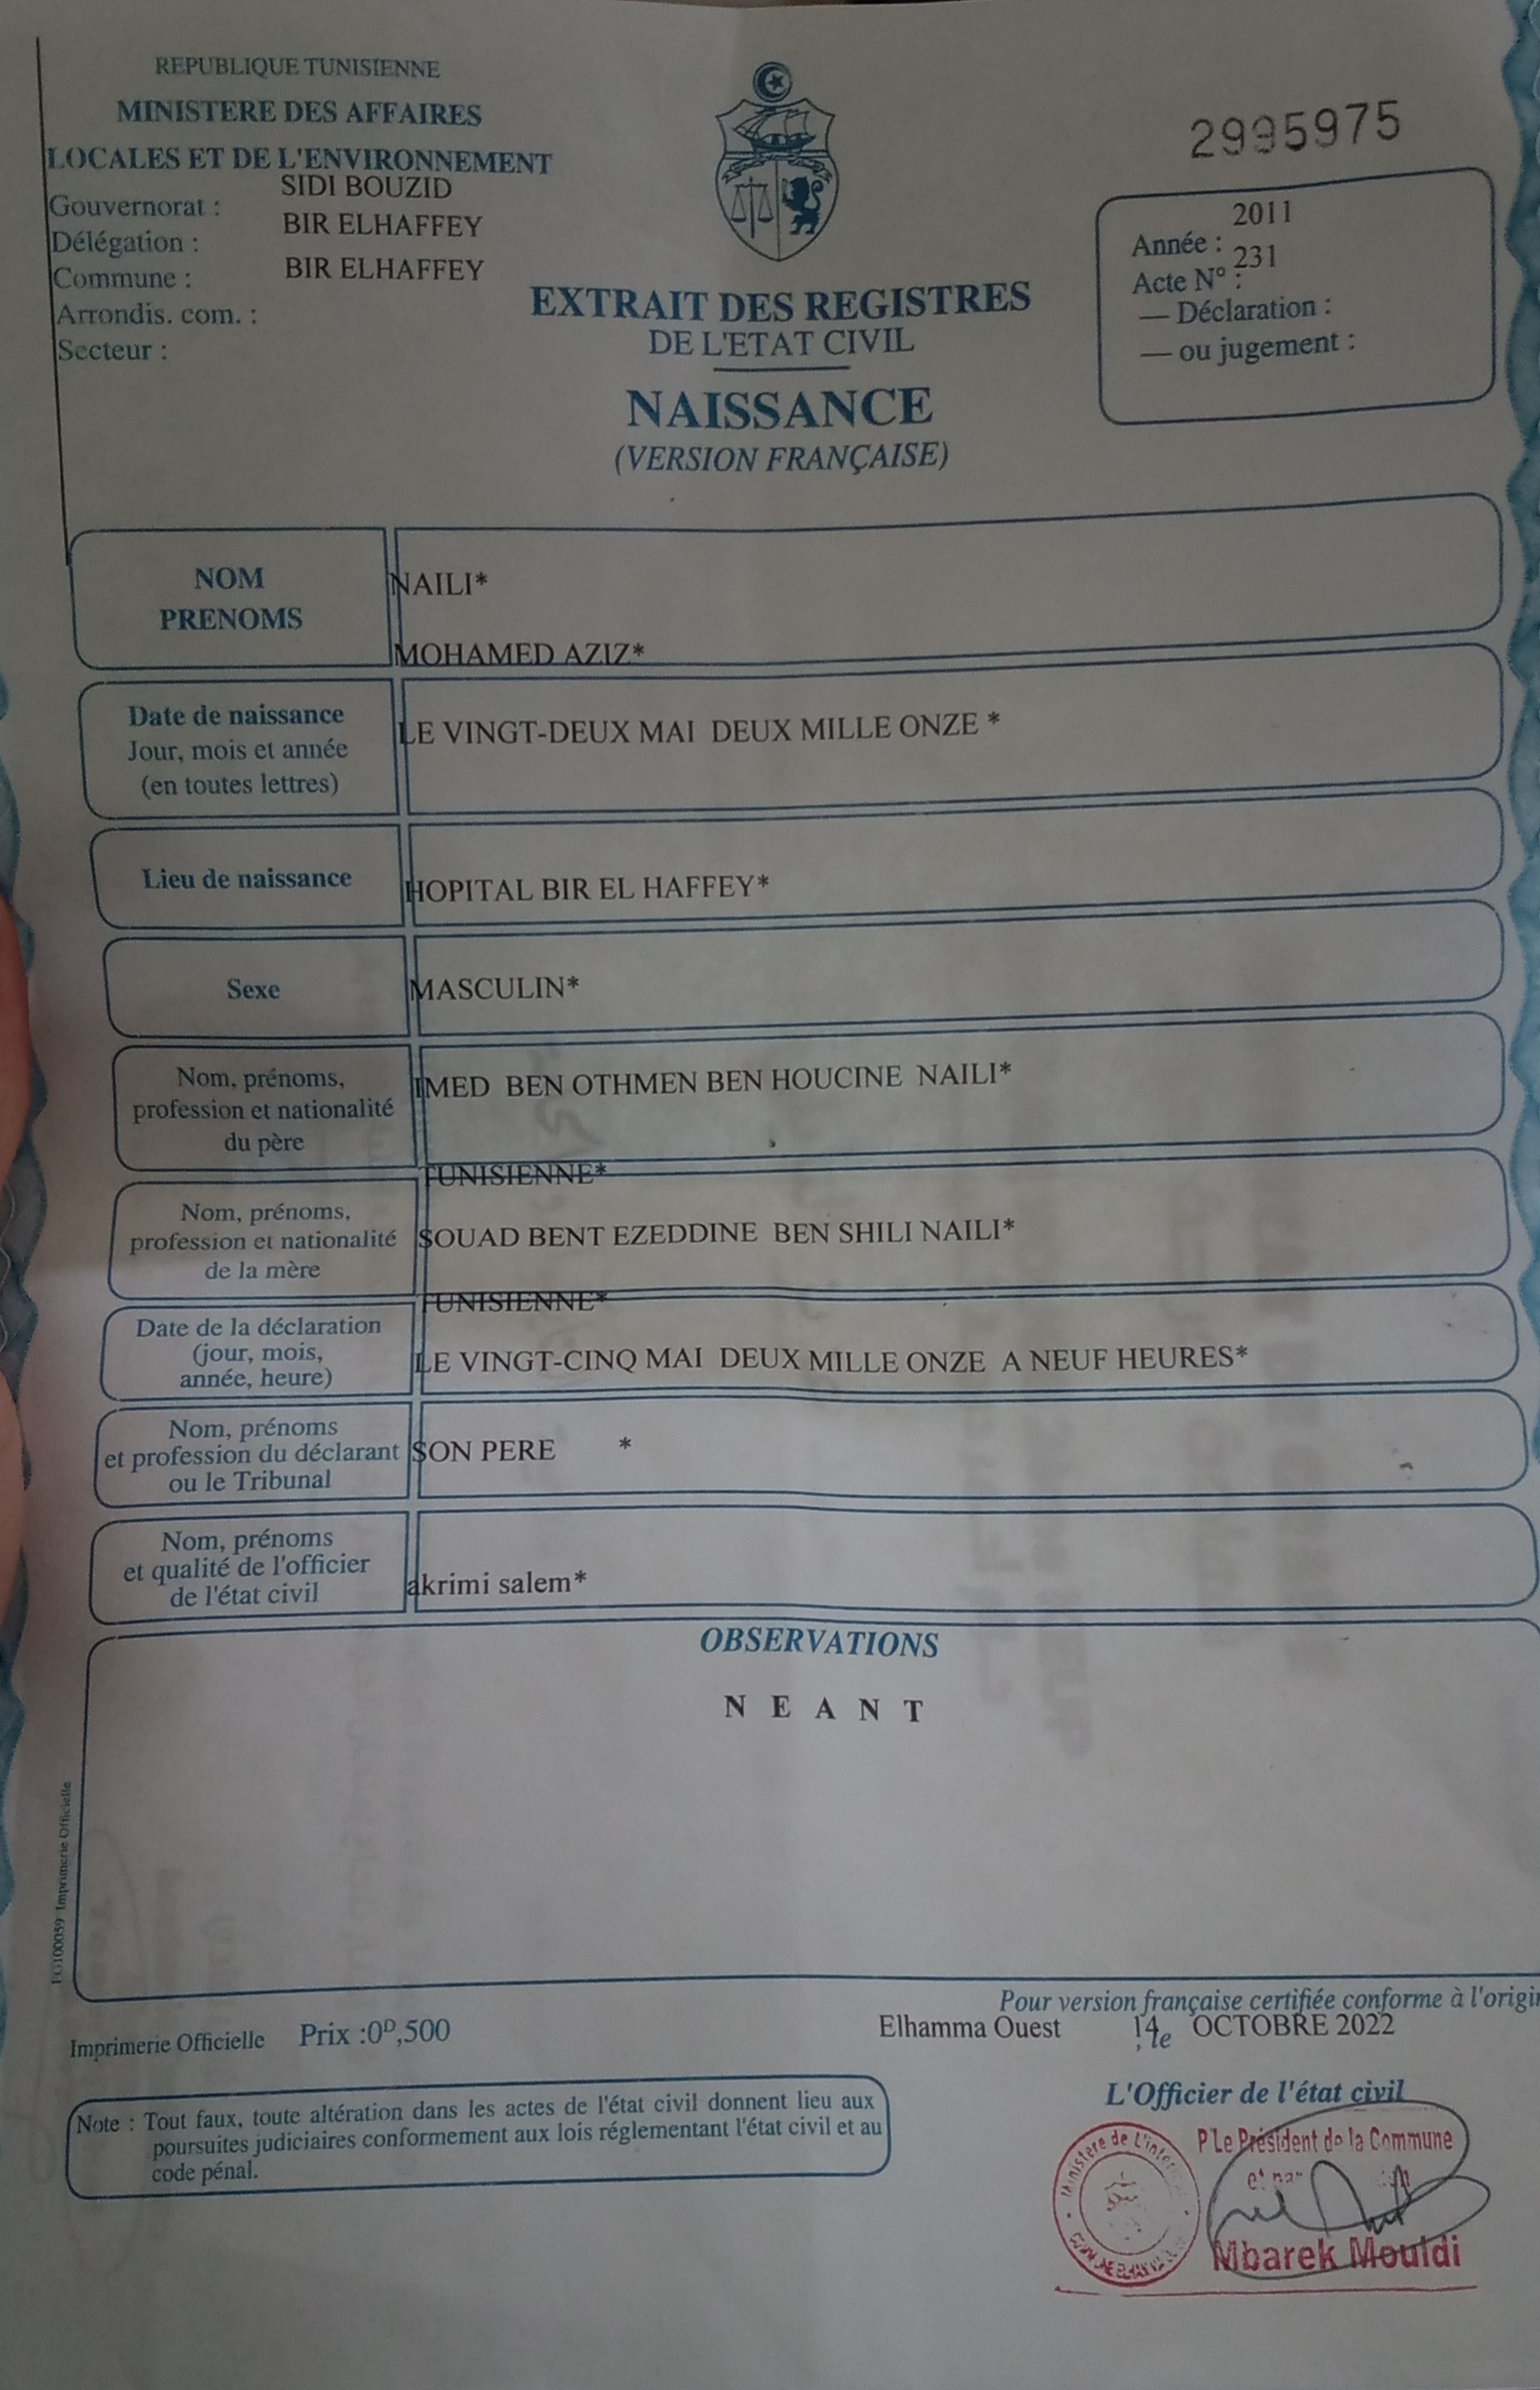 REPUBLIQUE TUNISIENNE
MINISTERE DES AFFAIRES
LOCALES ET DE L'ENVIRONNEMENT
Gouvernorat : SIDI BOUZID
Délégation : BIR ELHAFFEY
Commune : BIR ELHAFFEY
Arrondis. com. :
Secteur :
2995975
Année : 2011
Acte N° : 231
— Déclaration :
— ou jugement :
EXTRAIT DES REGISTRES
DE L'ETAT CIVIL
NAISSANCE
(VERSION FRANÇAISE)
NOM
PRENOMS
NAILI*
MOHAMED AZIZ*
Date de naissance
Jour, mois et année
(en toutes lettres)
LE VINGT-DEUX MAI DEUX MILLE ONZE *
Lieu de naissance
HOPITAL BIR EL HAFFEY*
Sexe
MASCULIN*
Nom, prénoms,
profession et nationalité
du père
IMED BEN OTHMEN BEN HOUCINE NAILI*
TUNISIENNE*
Nom, prénoms,
profession et nationalité
de la mère
SOUAD BENT EZEDDINE BEN SHILI NAILI*
TUNISIENNE*
Date de la déclaration
(jour, mois,
année, heure)
LE VINGT-CINQ MAI DEUX MILLE ONZE A NEUF HEURES*
Nom, prénoms
et profession du déclarant
ou le Tribunal
SON PERE *
Nom, prénoms
et qualité de l'officier
de l'état civil
akrimi salem*
OBSERVATIONS
N E A N T
FG100059 Imprimerie Officielle
Pour version française certifiée conforme à l'origin
Elhamma Ouest , le 14 OCTOBRE 2022
Imprimerie Officielle Prix :0D,500
L'Officier de l'état civil
Note : Tout faux, toute altération dans les actes de l'état civil donnent lieu aux
poursuites judiciaires conformement aux lois réglementant l'état civil et au
code pénal.
Ministère de L'inter
P Le Président de la Commune
et par
Mbarek Mouldi